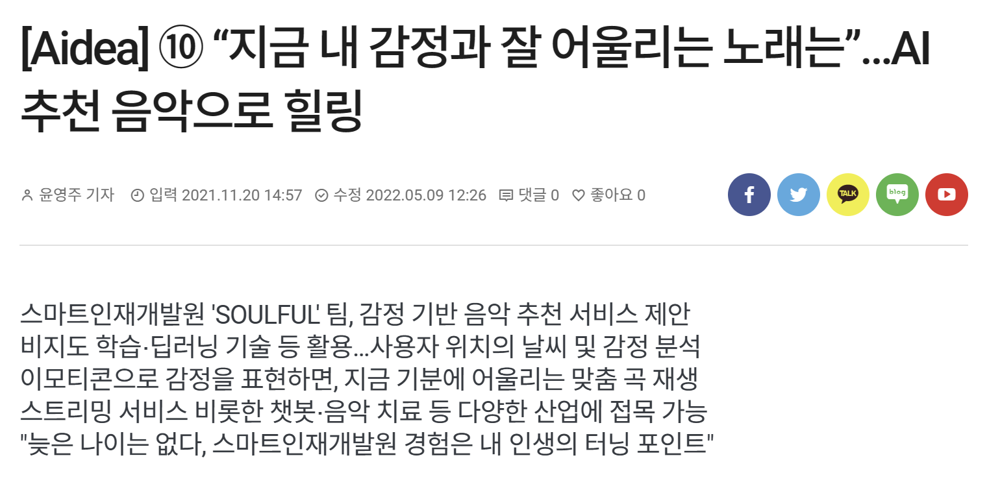 [Aidea] ⑩ “지금 내 감정과 잘 어울리는 노래는”...AI
추천 음악으로 힐링
윤영주 기자 입력 2021.11.20 14:57 수정 2022.05.09 12:26 댓글 0 좋아요 0
TALK blog
스마트인재개발원 'SOULFUL' 팀, 감정 기반 음악 추천 서비스 제안
비지도 학습·딥러닝 기술 등 활용...사용자 위치의 날씨 및 감정 분석
이모티콘으로 감정을 표현하면, 지금 기분에 어울리는 맞춤 곡 재생
스트리밍 서비스 비롯한 챗봇·음악 치료 등 다양한 산업에 접목 가능
"늦은 나이는 없다, 스마트인재개발원 경험은 내 인생의 터닝 포인트"